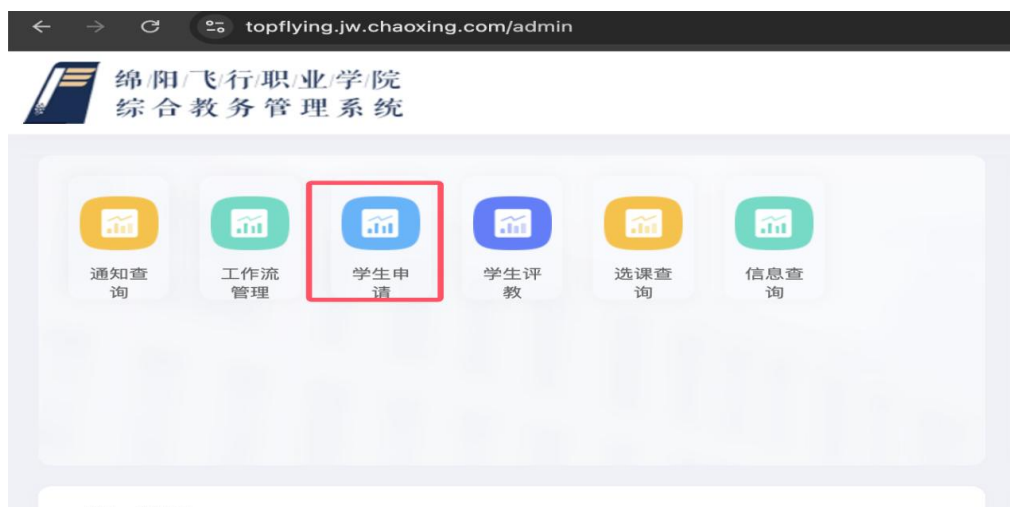 topflying.jw.chaoxing.com/admin
绵阳飞行职业学院
综合教务管理系统
通知查
询
工作流
管理
学生申
请
学生评
教
选课查
询
信息查
询